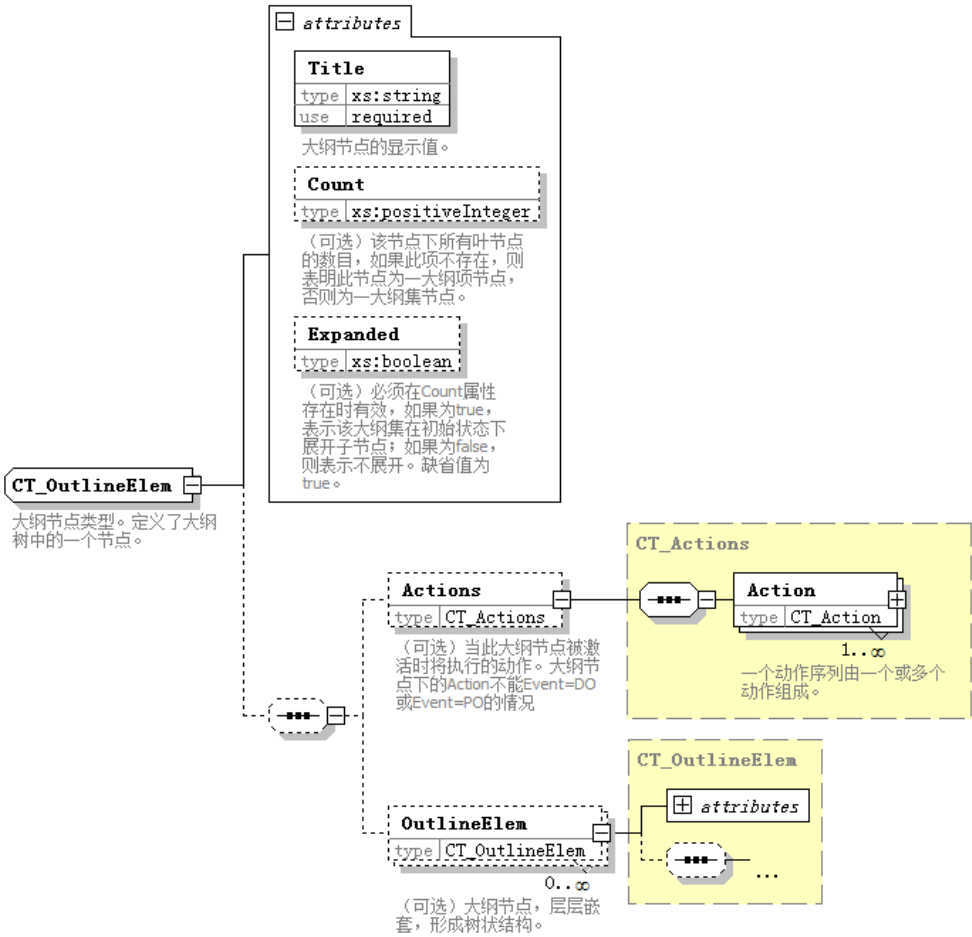 attributes
Title
type xs:string
use required
大纲节点的显示值。
Count
type xs:positiveInteger
（可选）该节点下所有叶节点
的数目，如果此项不存在，则
表明此节点为一大纲项节点，
否则为一大纲集节点。
Expanded
type xs:boolean
（可选）必须在Count属性
存在时有效，如果为true，
表示该大纲集在初始状态下
展开子节点；如果为false，
则表示不展开。缺省值为
true。
CT_OutlineElem
大纲节点类型。定义了大纲
树中的一个节点。
Actions
type CT_Actions
（可选）当此大纲节点被激
活时将执行的动作。大纲节
点下的Action不能Event=DO
或Event=PO的情况
CT_Actions
Action
type CT_Action
1..∞
一个动作序列由一个或多个
动作组成。
OutlineElem
type CT_OutlineElem
0..∞
（可选）大纲节点，层层嵌
套，形成树状结构。
CT_OutlineElem
attributes
...